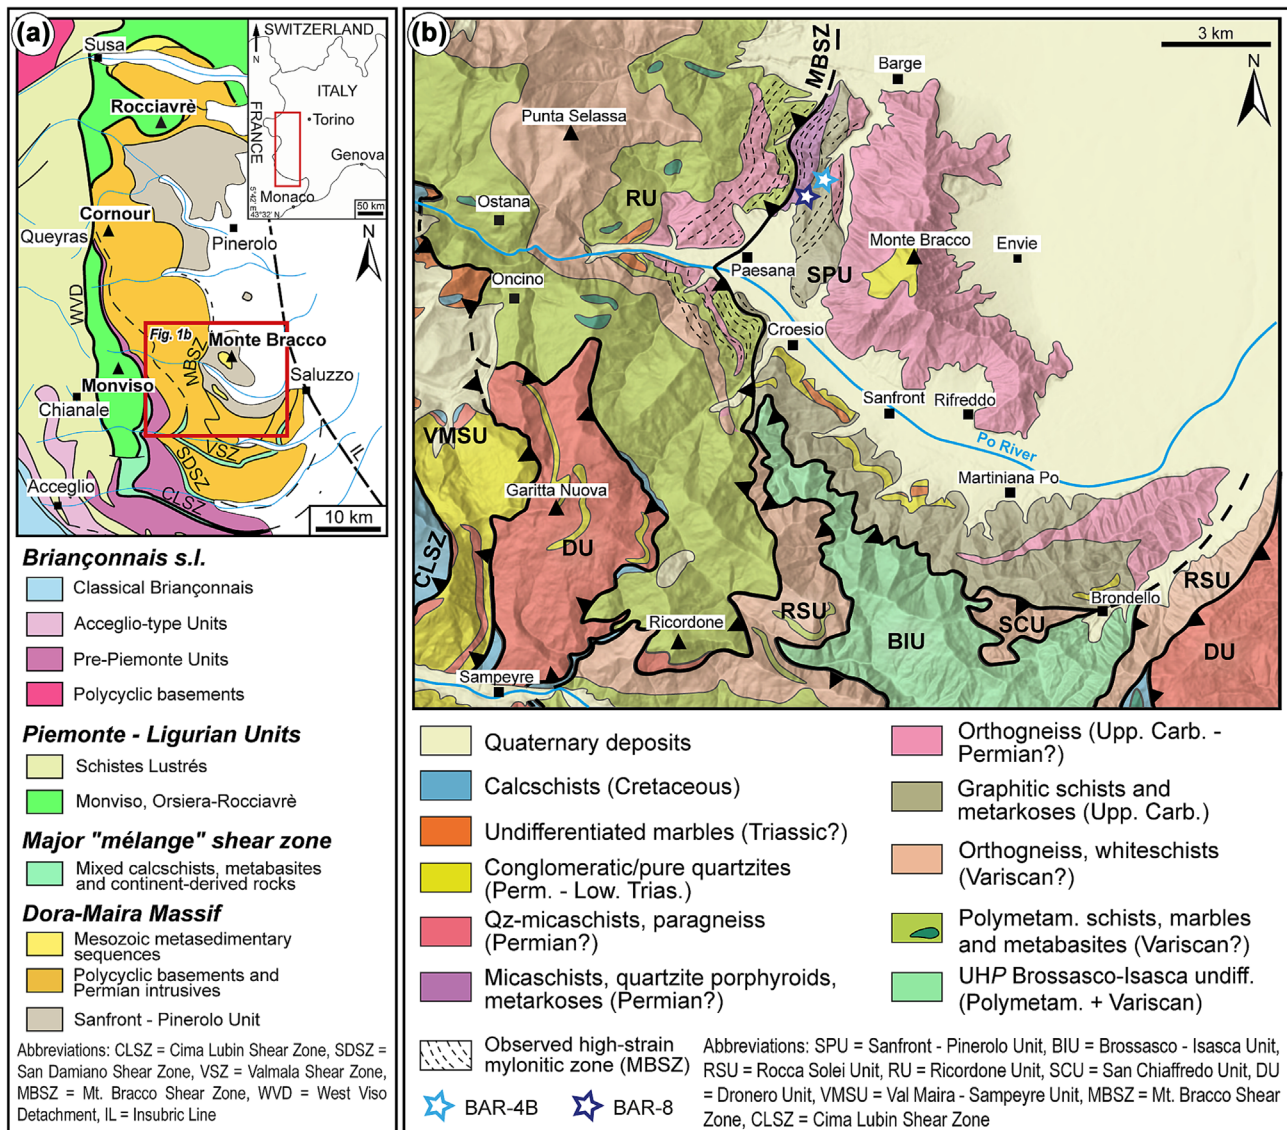 (a)
Susa
Rocciavrè
Cornour
Queyras
Pinerolo
WVD
Fig. 1b
MBSZ
Monte Bracco
Monviso
Saluzzo
Chianale
VSZ
SDSZ
IL
Acceglio
CLSZ
N
10 km
SWITZERLAND
N
ITALY
FRANCE
Torino
Genova
Monaco
5°42' E
43°32' N
50 km
Briançonnais s.l.
Classical Briançonnais
Acceglio-type Units
Pre-Piemonte Units
Polycyclic basements
Piemonte - Ligurian Units
Schistes Lustrés
Monviso, Orsiera-Rocciavrè
Major "mélange" shear zone
Mixed calcschists, metabasites
and continent-derived rocks
Dora-Maira Massif
Mesozoic metasedimentary
sequences
Polycyclic basements and
Permian intrusives
Sanfront - Pinerolo Unit
Abbreviations: CLSZ = Cima Lubin Shear Zone, SDSZ =
San Damiano Shear Zone, VSZ = Valmala Shear Zone,
MBSZ = Mt. Bracco Shear Zone, WVD = West Viso
Detachment, IL = Insubric Line
(b)
MBSZ
3 km
N
Barge
Punta Selassa
RU
Ostana
Monte Bracco
Envie
Paesana
SPU
Oncino
Croesio
Sanfront
Rifreddo
VMSU
Po River
Martiniana Po
Garitta Nuova
DU
CLSZ
RSU
Brondello
RSU
Ricordone
SCU
BIU
DU
Sampeyre
Quaternary deposits
Calcschists (Cretaceous)
Undifferentiated marbles (Triassic?)
Conglomeratic/pure quartzites
(Perm. - Low. Trias.)
Qz-micaschists, paragneiss
(Permian?)
Micaschists, quartzite porphyroids,
metarkoses (Permian?)
Observed high-strain
mylonitic zone (MBSZ)
BAR-4B
BAR-8
Orthogneiss (Upp. Carb. -
Permian?)
Graphitic schists and
metarkoses (Upp. Carb.)
Orthogneiss, whiteschists
(Variscan?)
Polymetam. schists, marbles
and metabasites (Variscan?)
UHP Brossasco-Isasca undiff.
(Polymetam. + Variscan)
Abbreviations: SPU = Sanfront - Pinerolo Unit, BIU = Brossasco - Isasca Unit,
RSU = Rocca Solei Unit, RU = Ricordone Unit, SCU = San Chiaffredo Unit, DU
= Dronero Unit, VMSU = Val Maira - Sampeyre Unit, MBSZ = Mt. Bracco Shear
Zone, CLSZ = Cima Lubin Shear Zone